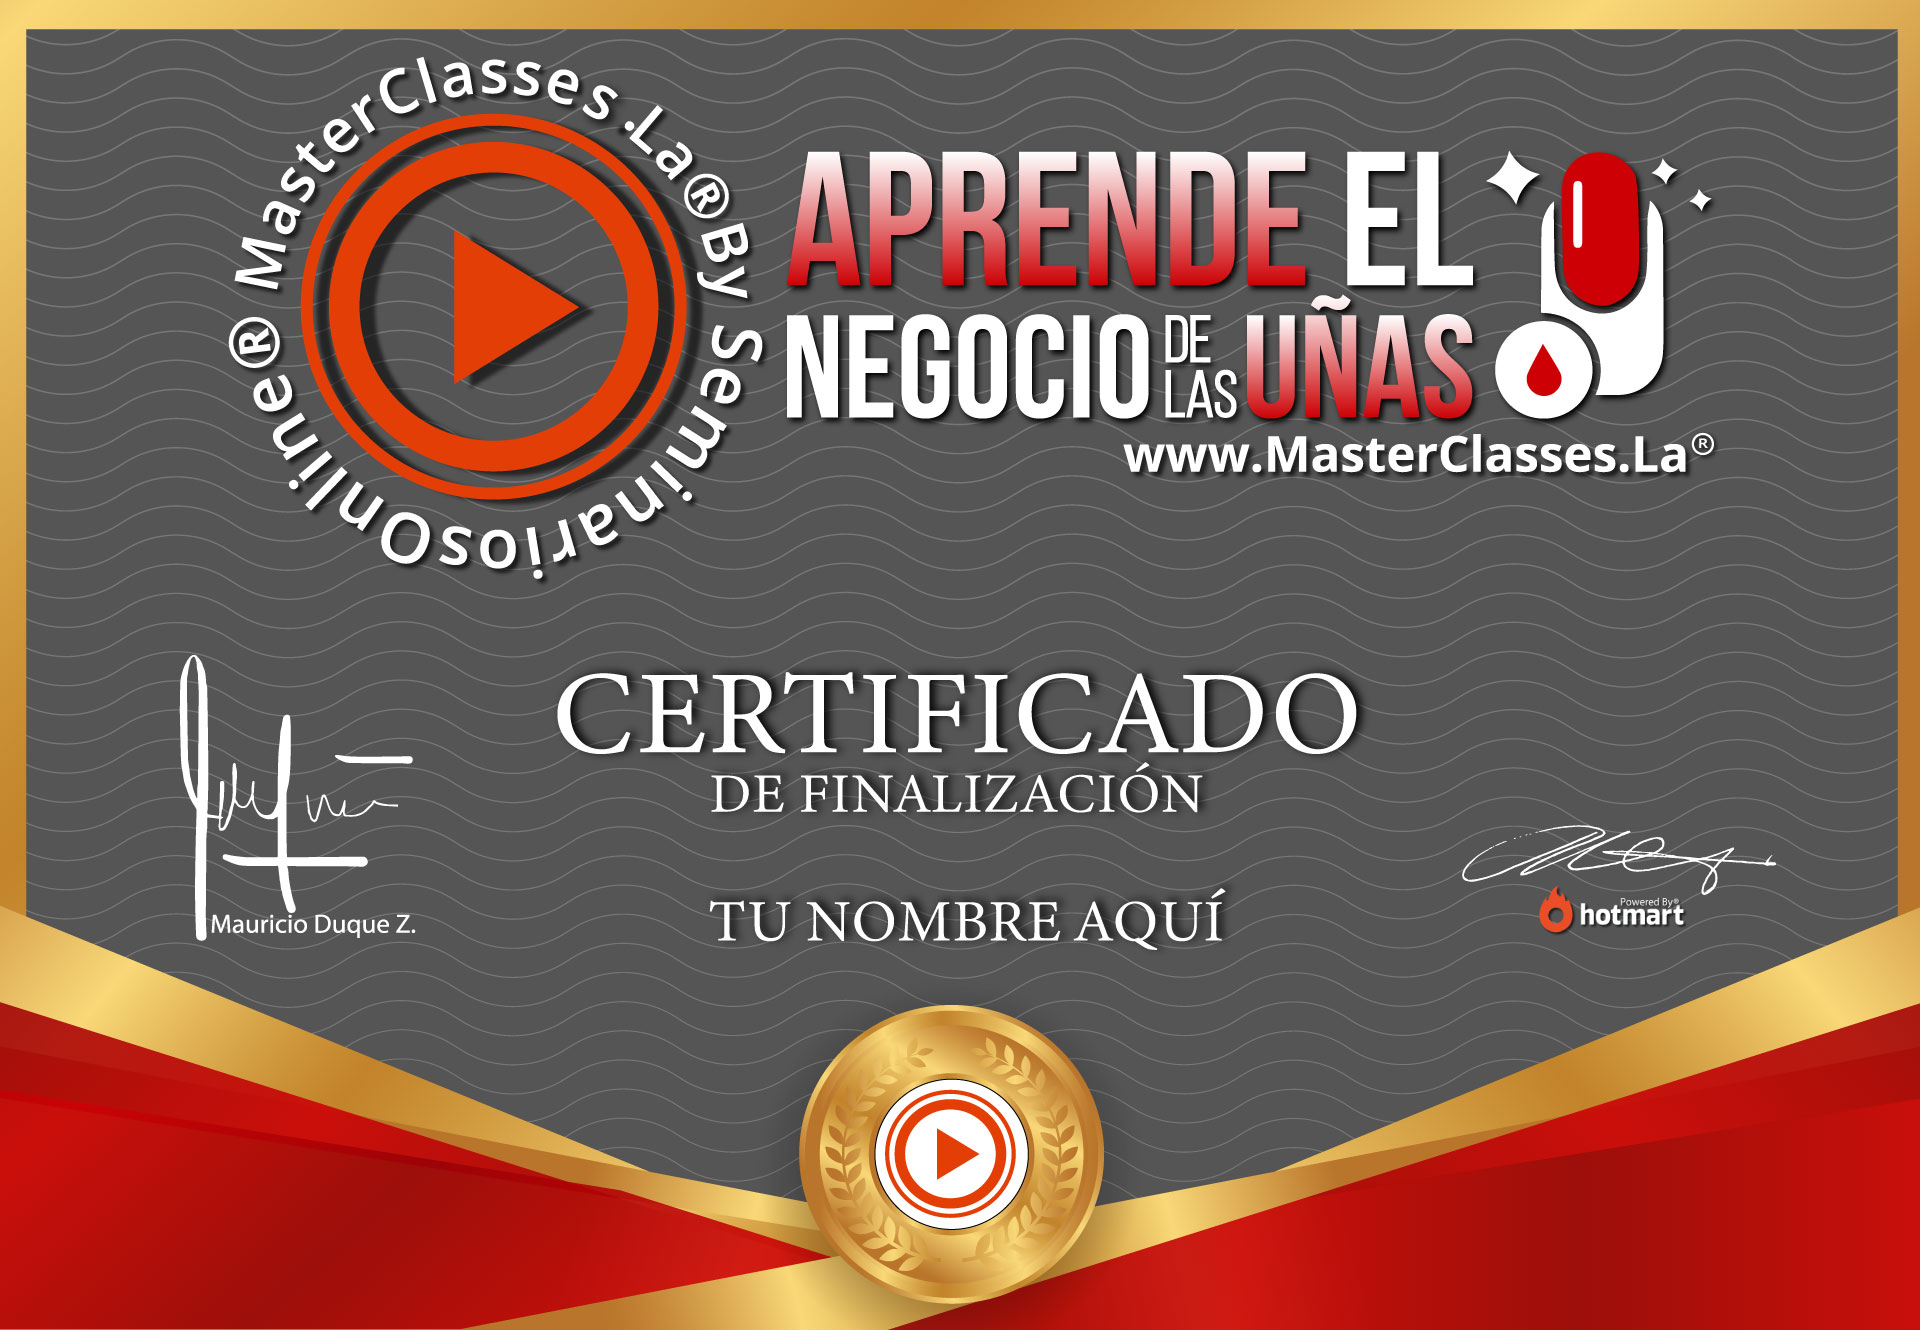 MasterClasses.La®By SeminariosOnline®
APRENDE EL
NEGOCIO DE LAS UÑAS
www.MasterClasses.La®
CERTIFICADO
DE FINALIZACIÓN
Mauricio Duque Z.
TU NOMBRE AQUÍ
Powered By®
hotmart